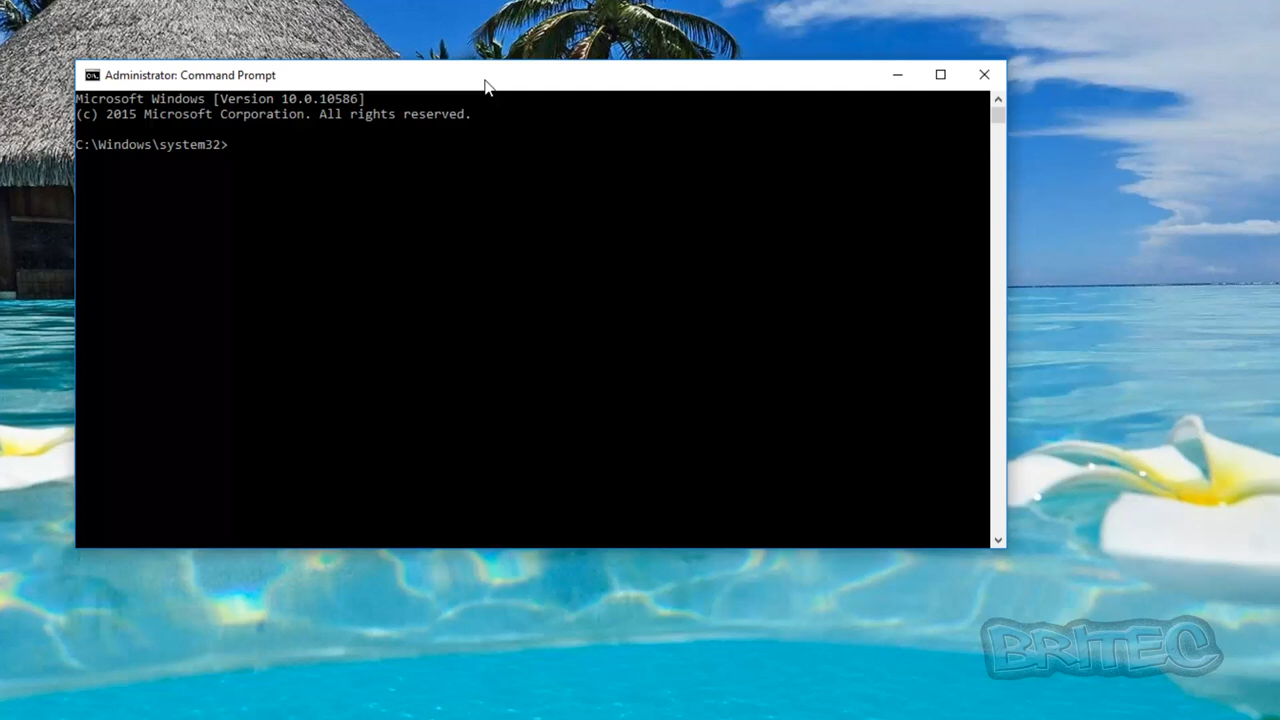 Administrator: Command Prompt
Microsoft Windows [Version 10.0.10586]
(c) 2015 Microsoft Corporation. All rights reserved.
C:\Windows\system32>
BRITEC